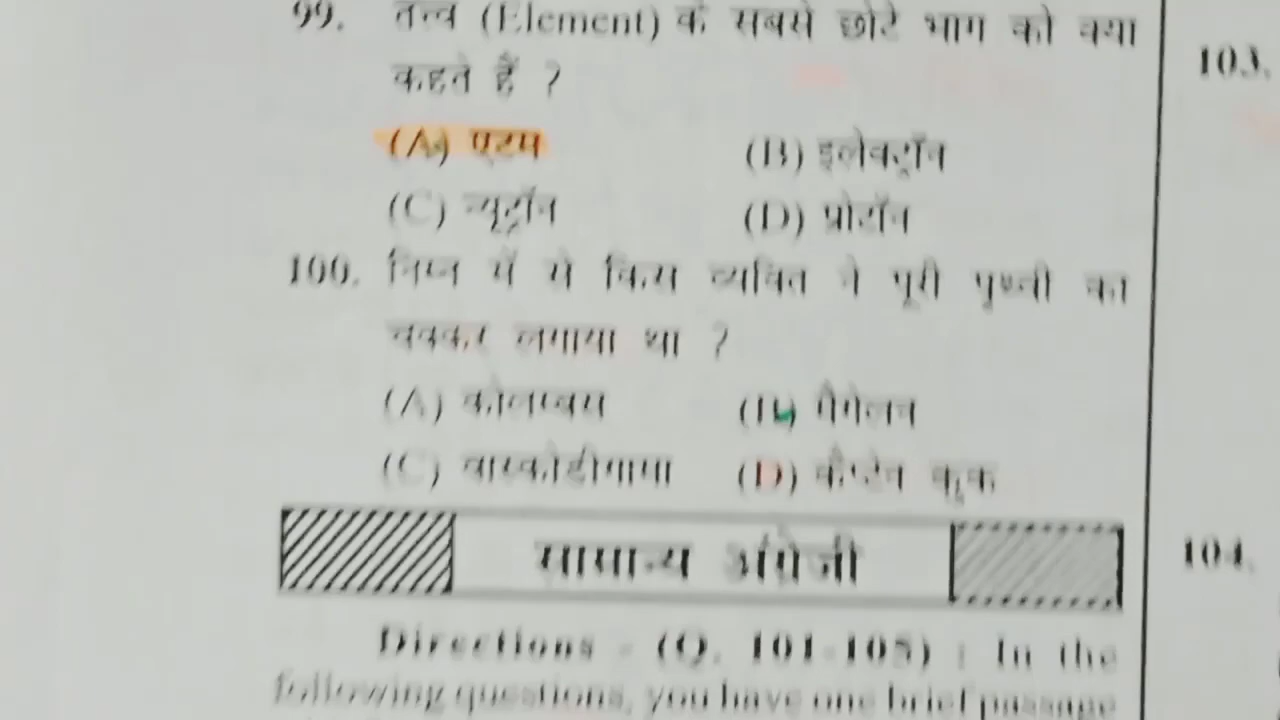 99. तत्त्व (Element) के सबसे छोटे भाग को क्या
103.
कहते हैं ?
(A) एटम (B) इलेक्ट्रॉन
(C) न्यूट्रॉन (D) प्रोटॉन
100. निम्न में से किस व्यक्ति ने पूरी पृथ्वी का
चक्कर लगाया था ?
(A) कोलम्बस (B) मैगेलन
(C) वास्कोडीगामा (D) कैप्टेन कुक
सामान्य अंग्रेजी
104.
Directions - (Q. 101-105) : In the
following questions, you have one brief passage